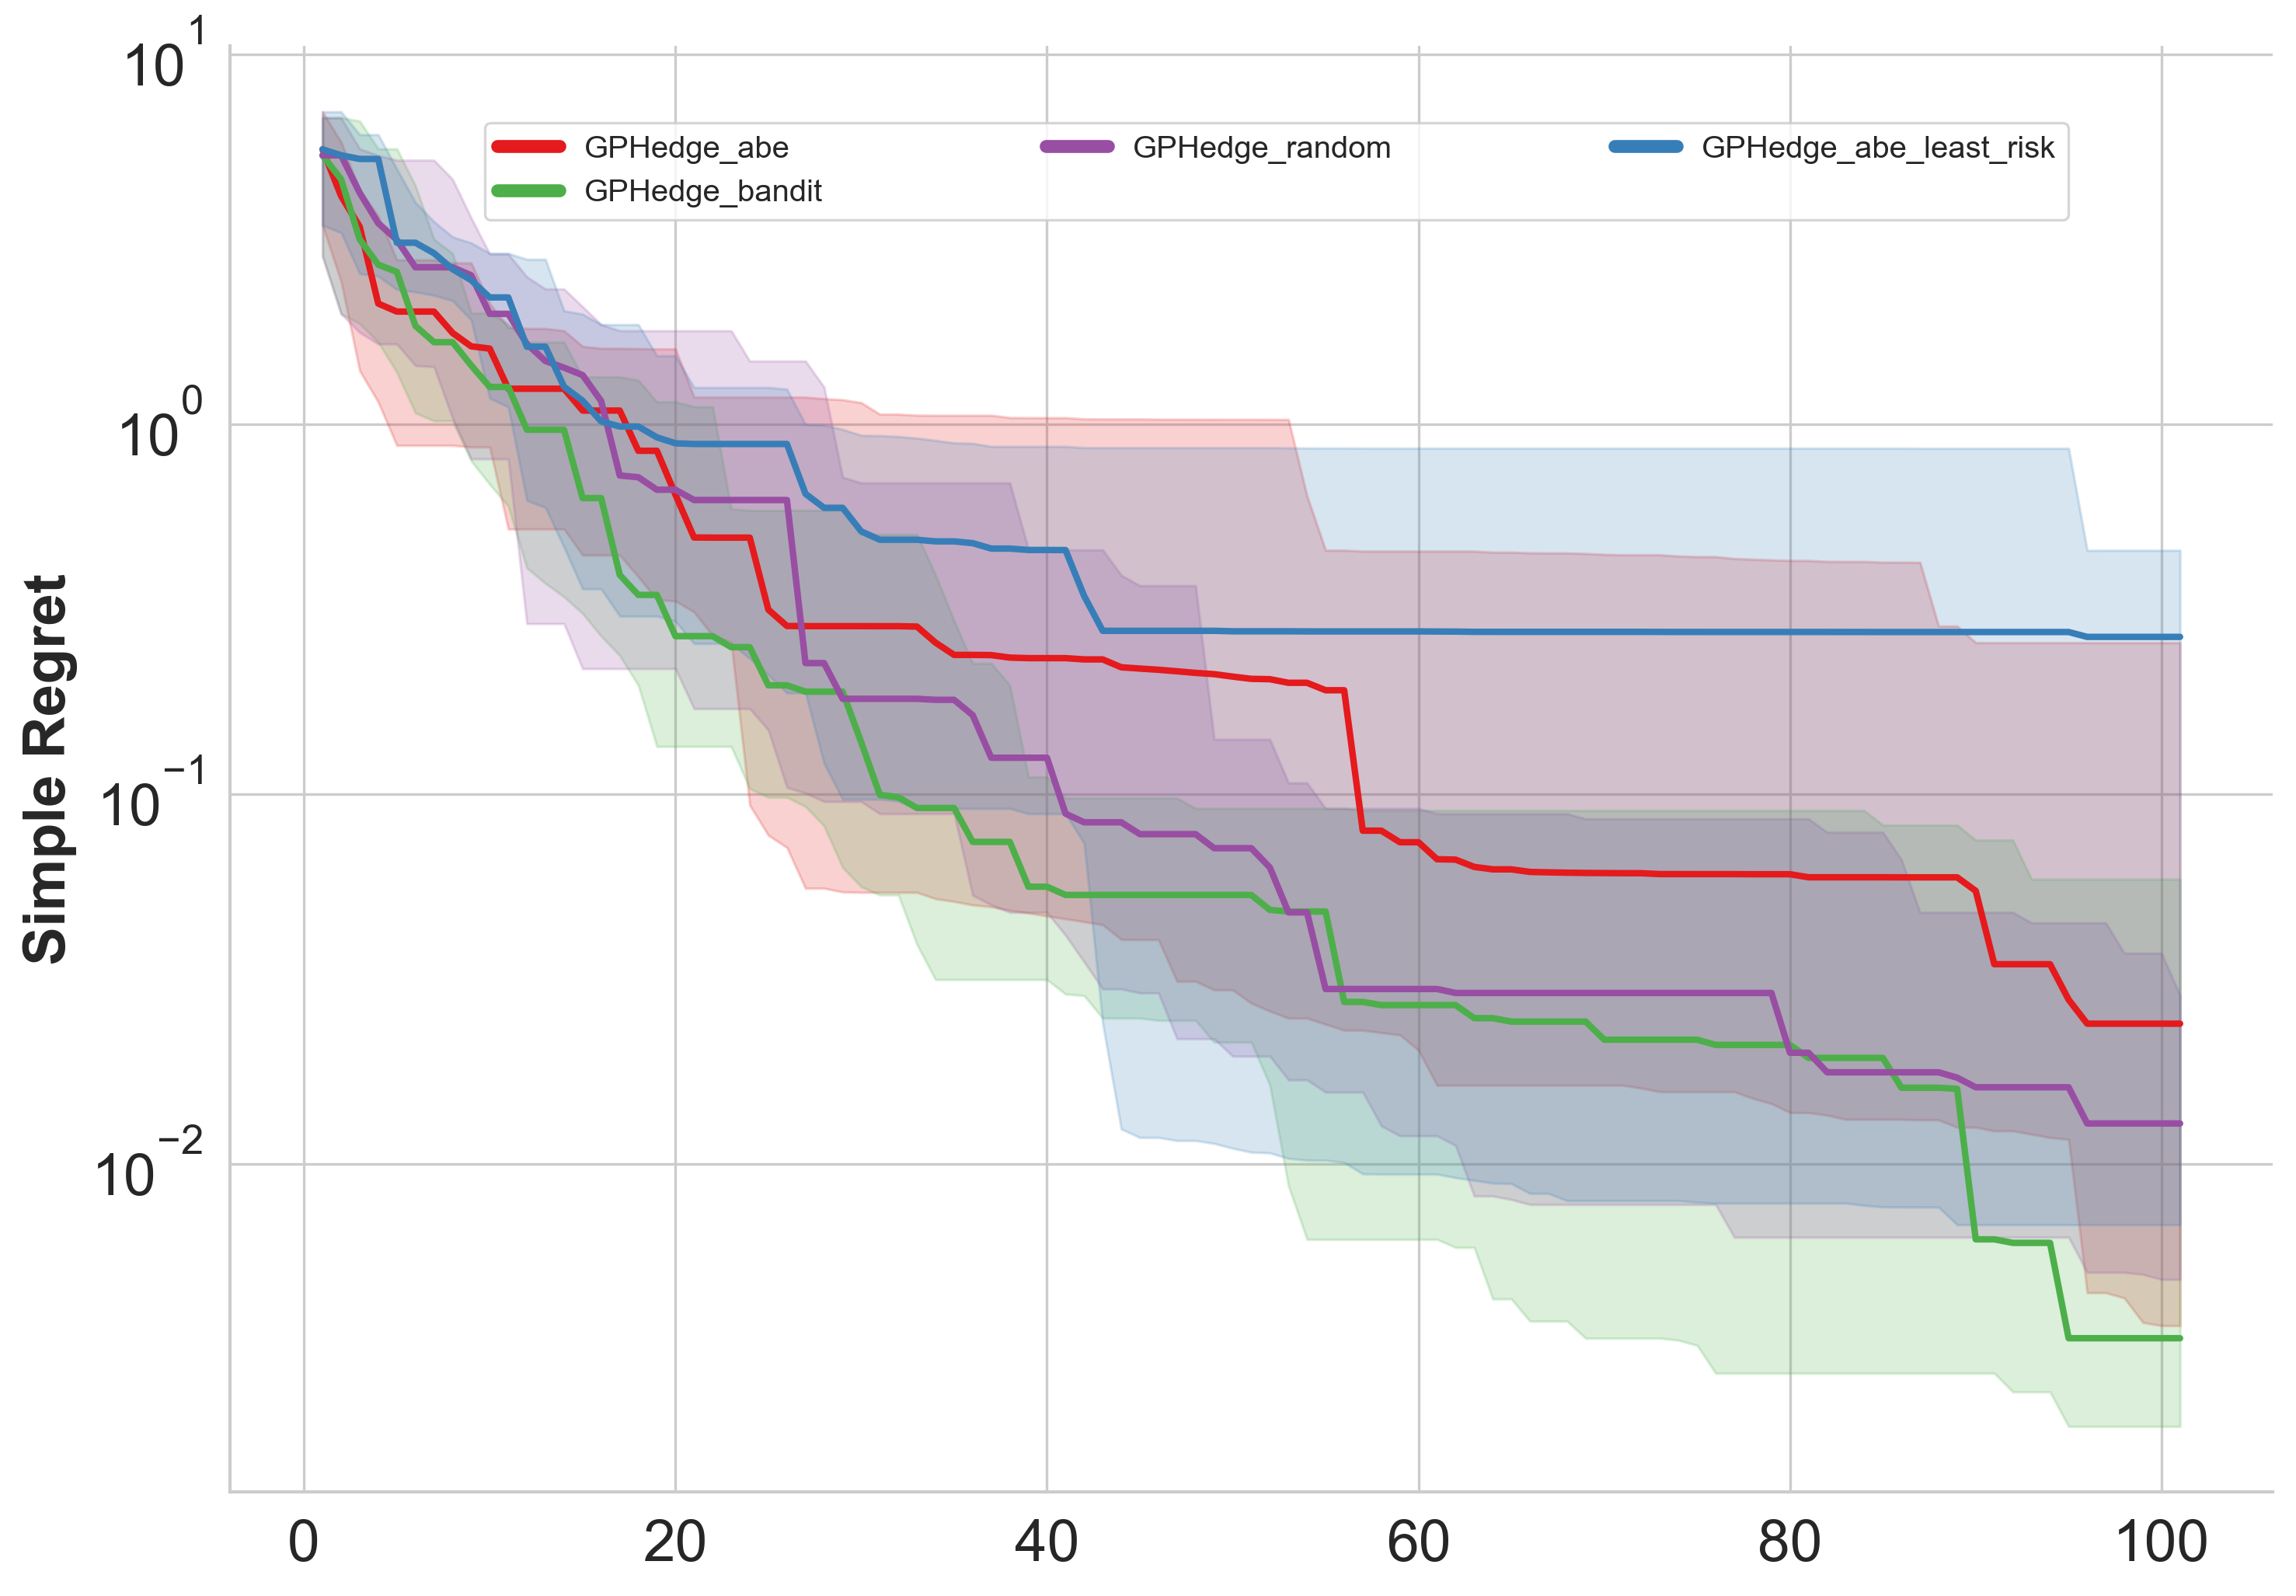 Simple Regret
10^1
10^0
10^−1
10^−2
GPHedge_abe
GPHedge_bandit
GPHedge_random
GPHedge_abe_least_risk
0 20 40 60 80 100